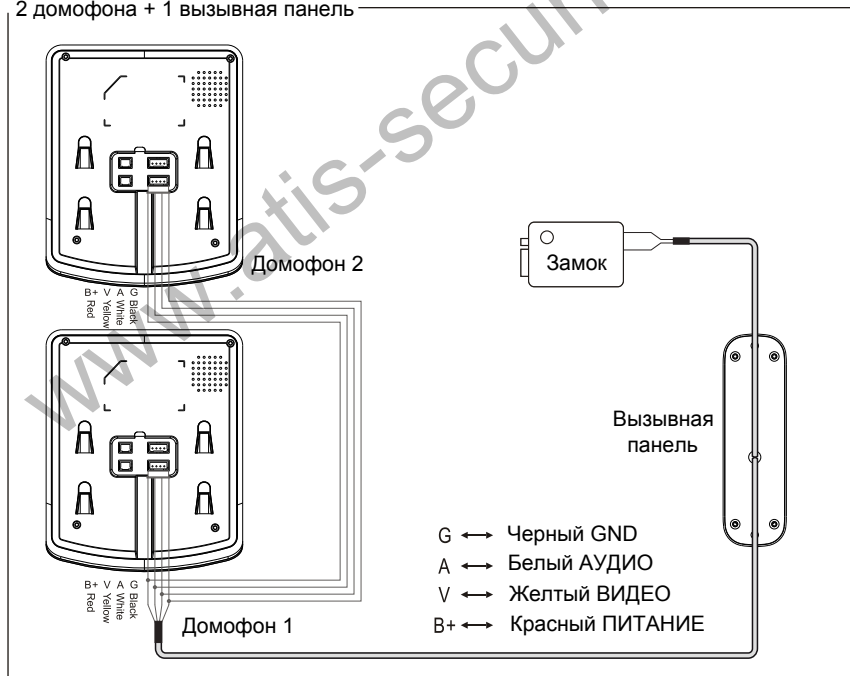 2 домофона + 1 вызывная панель
www.atis-secur
Домофон 2
B+ V A G
Red Yellow White Black
Замок
Вызывная
панель
G ↔ Черный GND
A ↔ Белый АУДИО
V ↔ Желтый ВИДЕО
B+ ↔ Красный ПИТАНИЕ
B+ V A G
Red Yellow White Black
Домофон 1